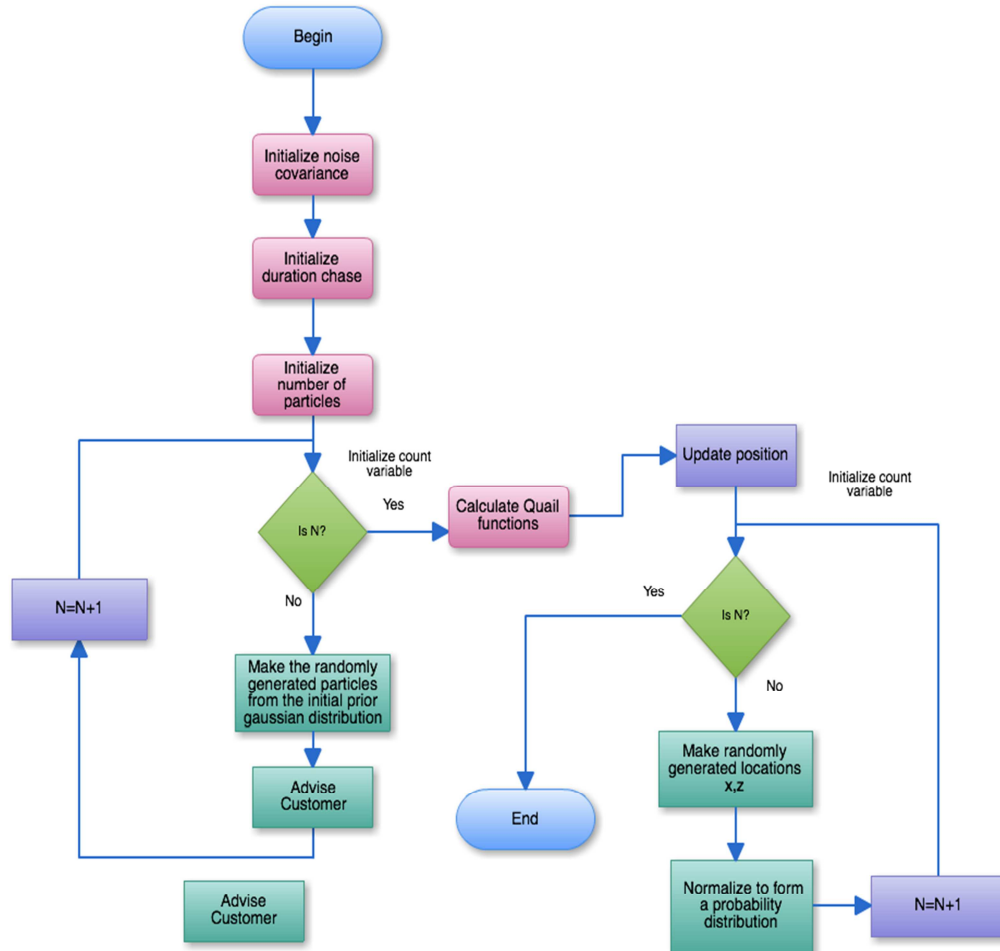 Begin
Initialize noise
covariance
Initialize
duration chase
Initialize
number of
particles
Initialize count
variable
Is N?
Yes
No
N=N+1
Calculate Quail
functions
Update position
Initialize count
variable
Is N?
Yes
No
Make the randomly
generated particles
from the initial prior
gaussian distribution
Advise
Customer
Advise
Customer
End
Make randomly
generated locations
x,z
Normalize to form
a probability
distribution
N=N+1